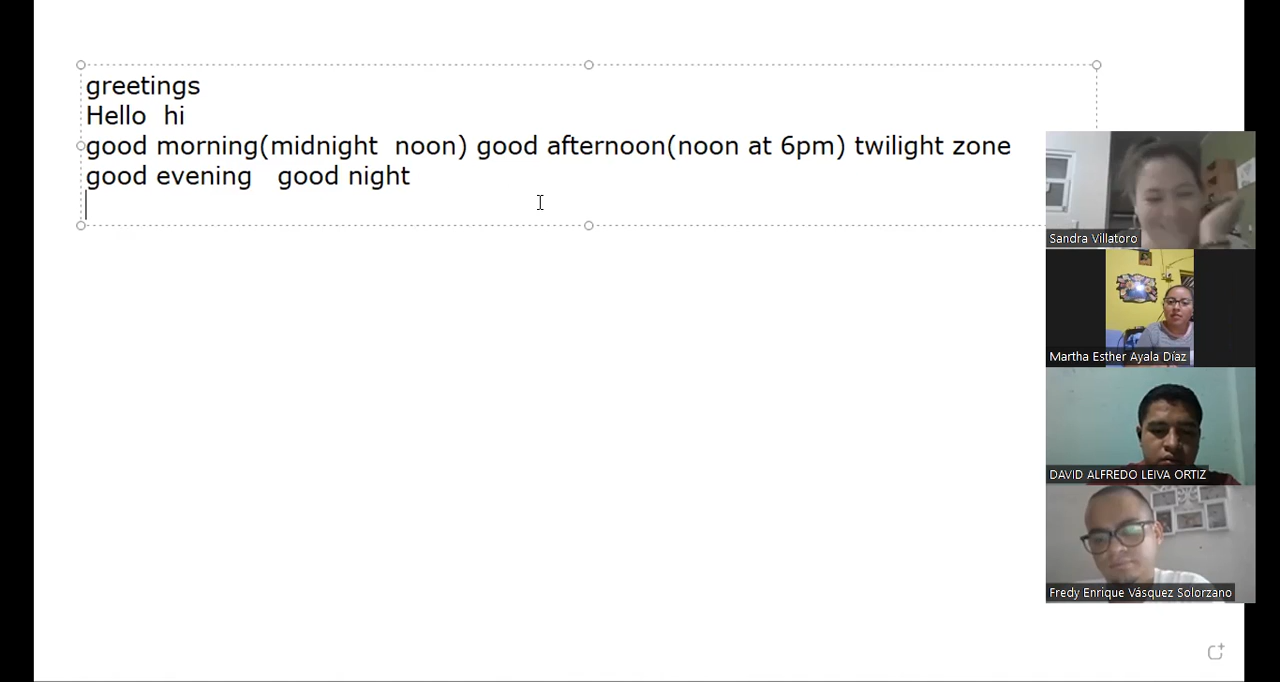 greetings
Hello  hi
good morning(midnight  noon) good afternoon(noon at 6pm) twilight zone
good evening   good night
Sandra Villatoro
Martha Esther Ayala Díaz
DAVID ALFREDO LEIVA ORTIZ
Fredy Enrique Vásquez Solorzano